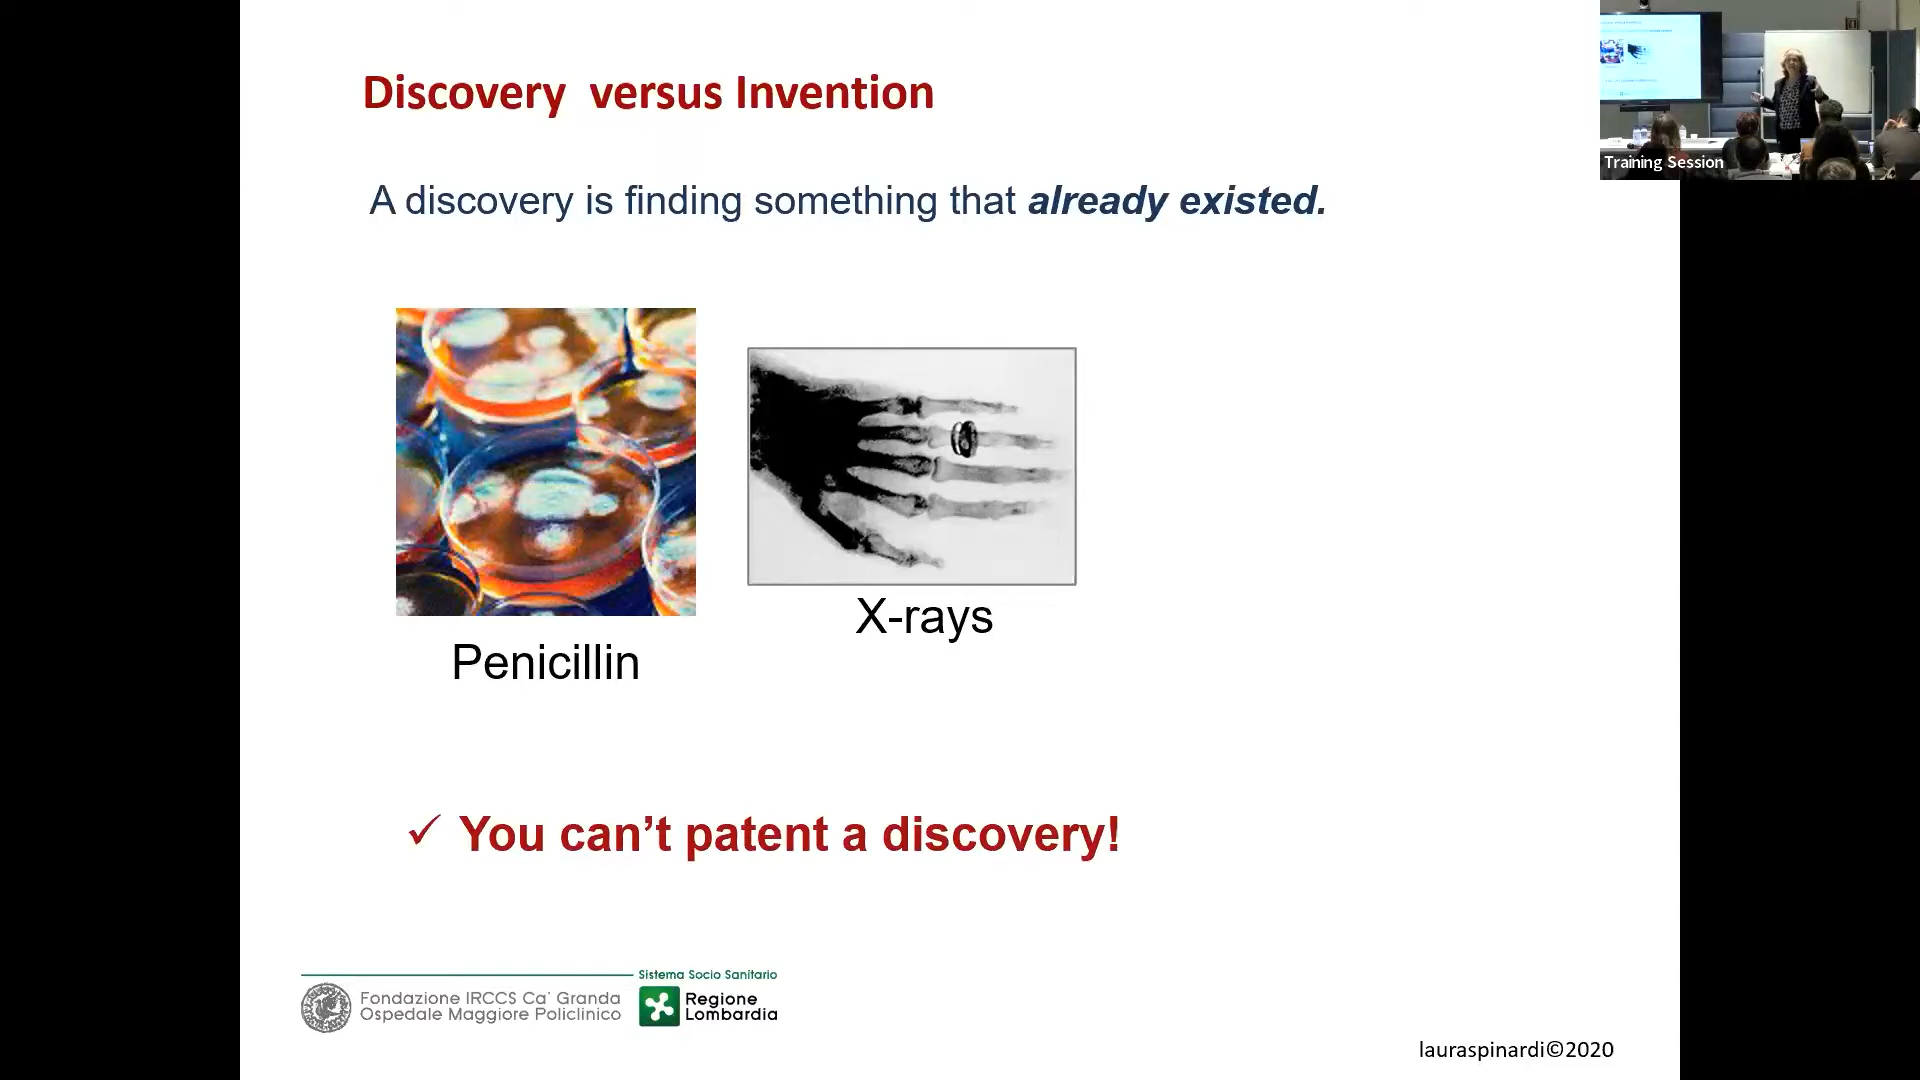 Discovery versus Invention
A discovery is finding something that already existed.
Penicillin
X-rays
✓ You can't patent a discovery!
Sistema Socio Sanitario
Fondazione IRCCS Ca' Granda
Ospedale Maggiore Policlinico
Regione
Lombardia
lauraspinardi©2020
Training Session